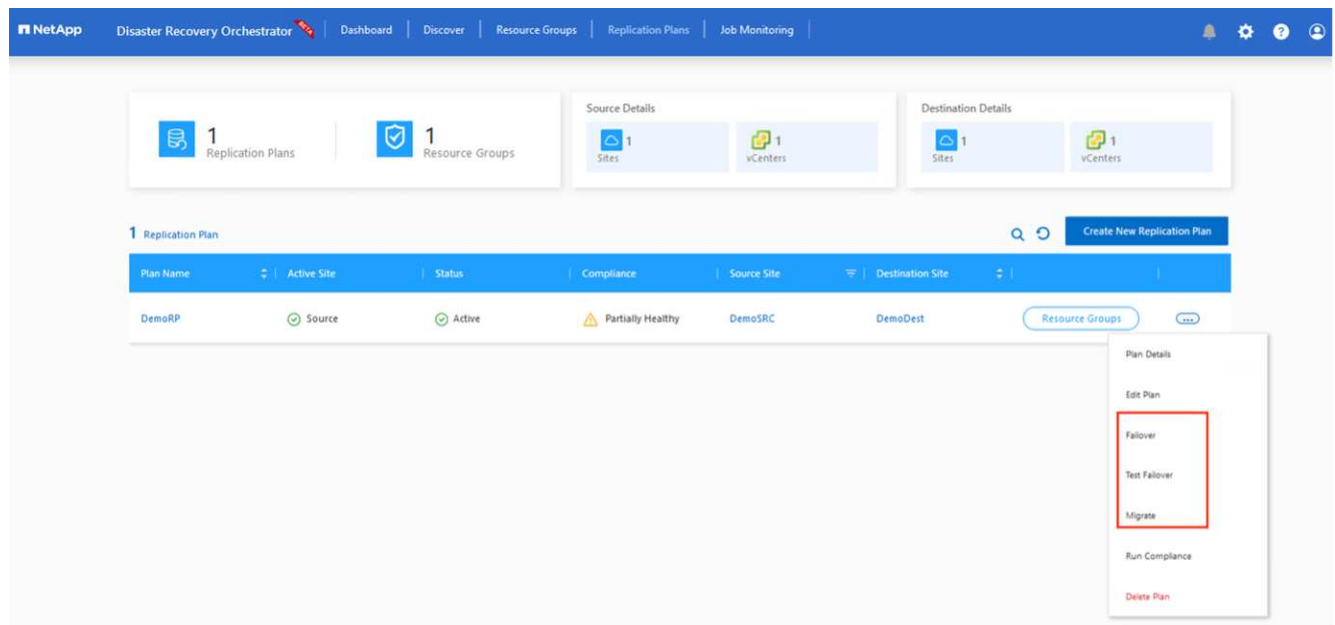 NetApp
Disaster Recovery Orchestrator
Dashboard
Discover
Resource Groups
Replication Plans
Job Monitoring
1
Replication Plans
1
Resource Groups
Source Details
1
Sites
1
vCenters
Destination Details
1
Sites
1
vCenters
1 Replication Plan
Create New Replication Plan
Plan Name
Active Site
Status
Compliance
Source Site
Destination Site
DemoRP
Source
Active
Partially Healthy
DemoSRC
DemoDest
Resource Groups
...
Plan Details
Edit Plan
Failover
Test Failover
Migrate
Run Compliance
Delete Plan